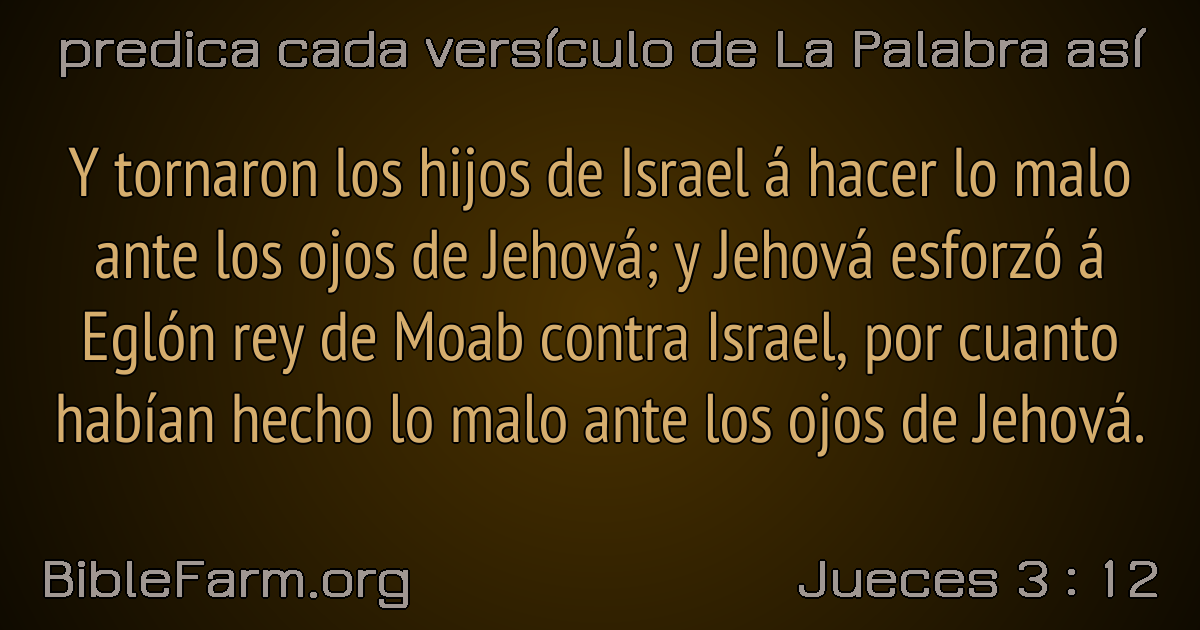 predica cada versículo de La Palabra así
Y tornaron los hijos de Israel á hacer lo malo
ante los ojos de Jehová; y Jehová esforzó á
Eglón rey de Moab contra Israel, por cuanto
habían hecho lo malo ante los ojos de Jehová.
BibleFarm.org
Jueces 3 : 12